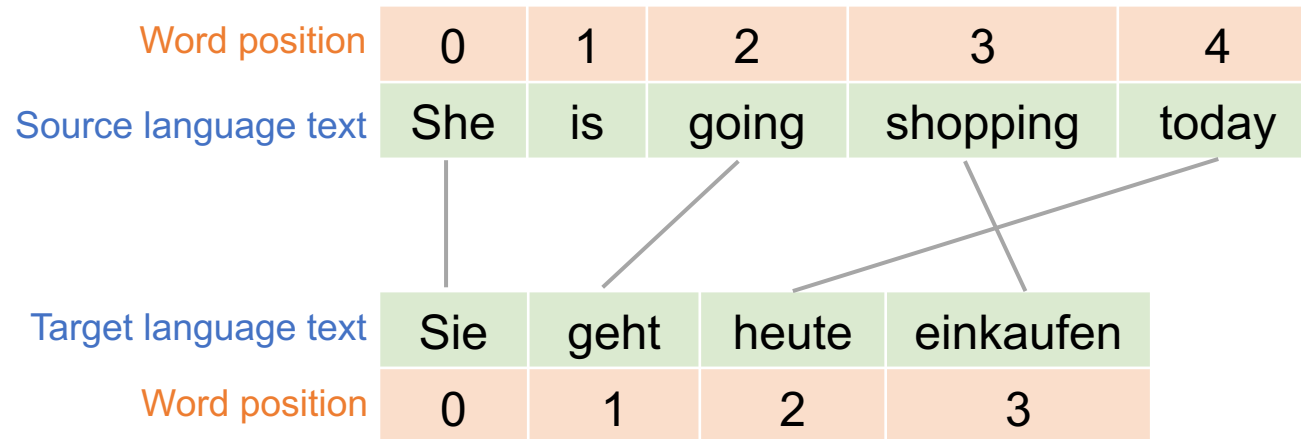 Word position 0 1 2 3 4
Source language text She is going shopping today
Target language text Sie geht heute einkaufen
Word position 0 1 2 3